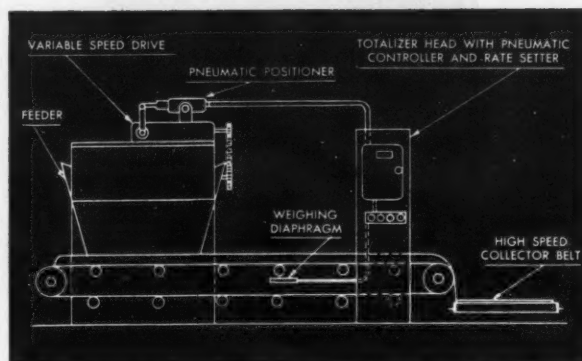 VARIABLE SPEED DRIVE
TOTALIZER HEAD WITH PNEUMATIC
CONTROLLER AND RATE SETTER
PNEUMATIC POSITIONER
FEEDER
WEIGHING
DIAPHRAGM
HIGH SPEED
COLLECTOR BELT